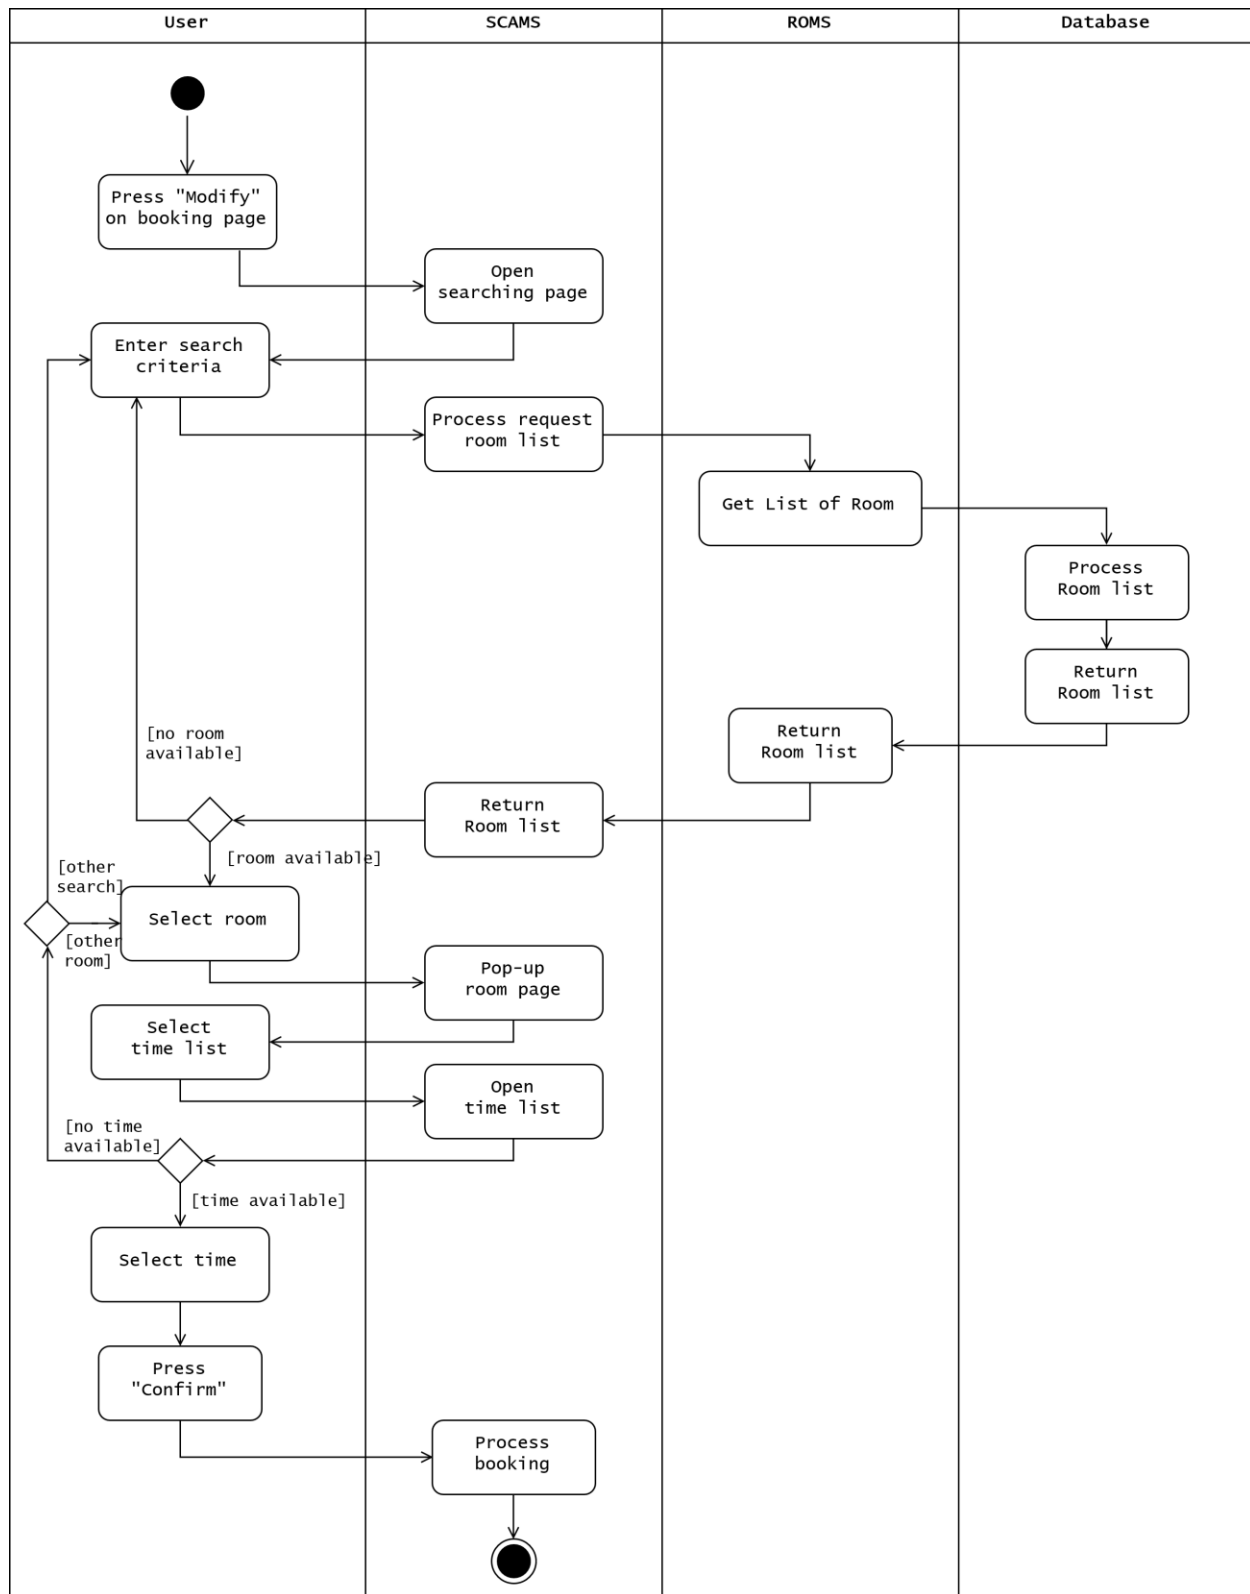 User
SCAMS
ROMS
Database
Press "Modify"
on booking page
Open
searching page
Enter search
criteria
Process request
room list
Get List of Room
Process
Room list
Return
Room list
Return
Room list
[no room
available]
Return
Room list
[room available]
[other
search]
Select room
[other
room]
Pop-up
room page
Select
time list
Open
time list
[no time
available]
[time available]
Select time
Press
"Confirm"
Process
booking